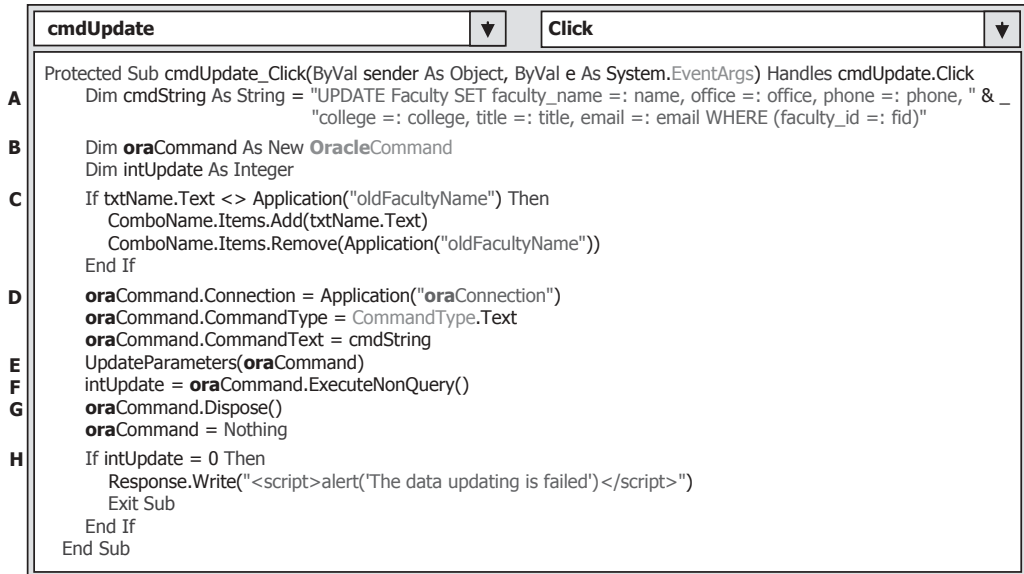 cmdUpdate Click
Protected Sub cmdUpdate_Click(ByVal sender As Object, ByVal e As System.EventArgs) Handles cmdUpdate.Click
A Dim cmdString As String = "UPDATE Faculty SET faculty_name =: name, office =: office, phone =: phone, " & _
"college =: college, title =: title, email =: email WHERE (faculty_id =: fid)"
B Dim oraCommand As New OracleCommand
Dim intUpdate As Integer
C If txtName.Text <> Application("oldFacultyName") Then
ComboName.Items.Add(txtName.Text)
ComboName.Items.Remove(Application("oldFacultyName"))
End If
D oraCommand.Connection = Application("oraConnection")
oraCommand.CommandType = CommandType.Text
oraCommand.CommandText = cmdString
E UpdateParameters(oraCommand)
F intUpdate = oraCommand.ExecuteNonQuery()
G oraCommand.Dispose()
oraCommand = Nothing
H If intUpdate = 0 Then
Response.Write("<script>alert('The data updating is failed')</script>")
Exit Sub
End If
End Sub